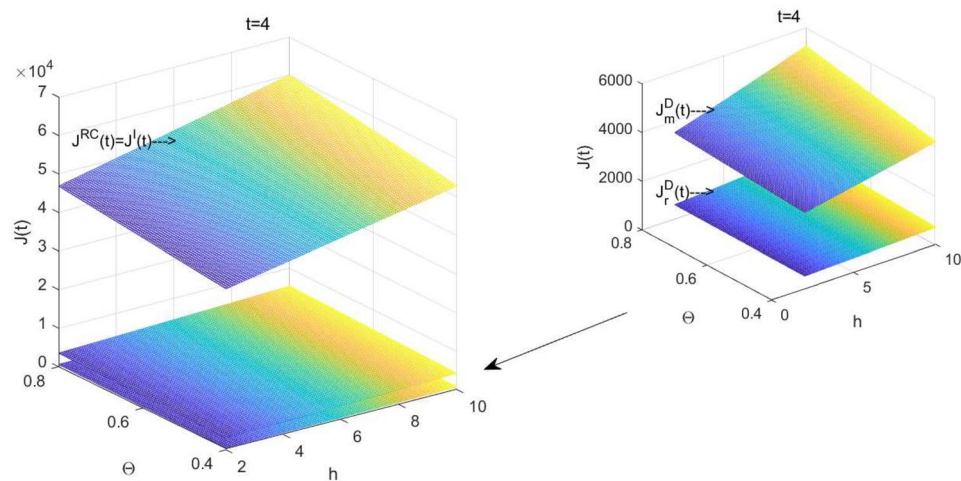 t=4
×10^4
7
6
5
4
3
2
1
0
J(t)
J^RC(t)=J^I(t)--->
0.8
0.6
0.4
Θ
2
4
6
8
10
h
t=4
6000
4000
2000
0
J(t)
J_m^D(t)--->
J_r^D(t)--->
0.8
0.6
0.4
Θ
0
5
10
h